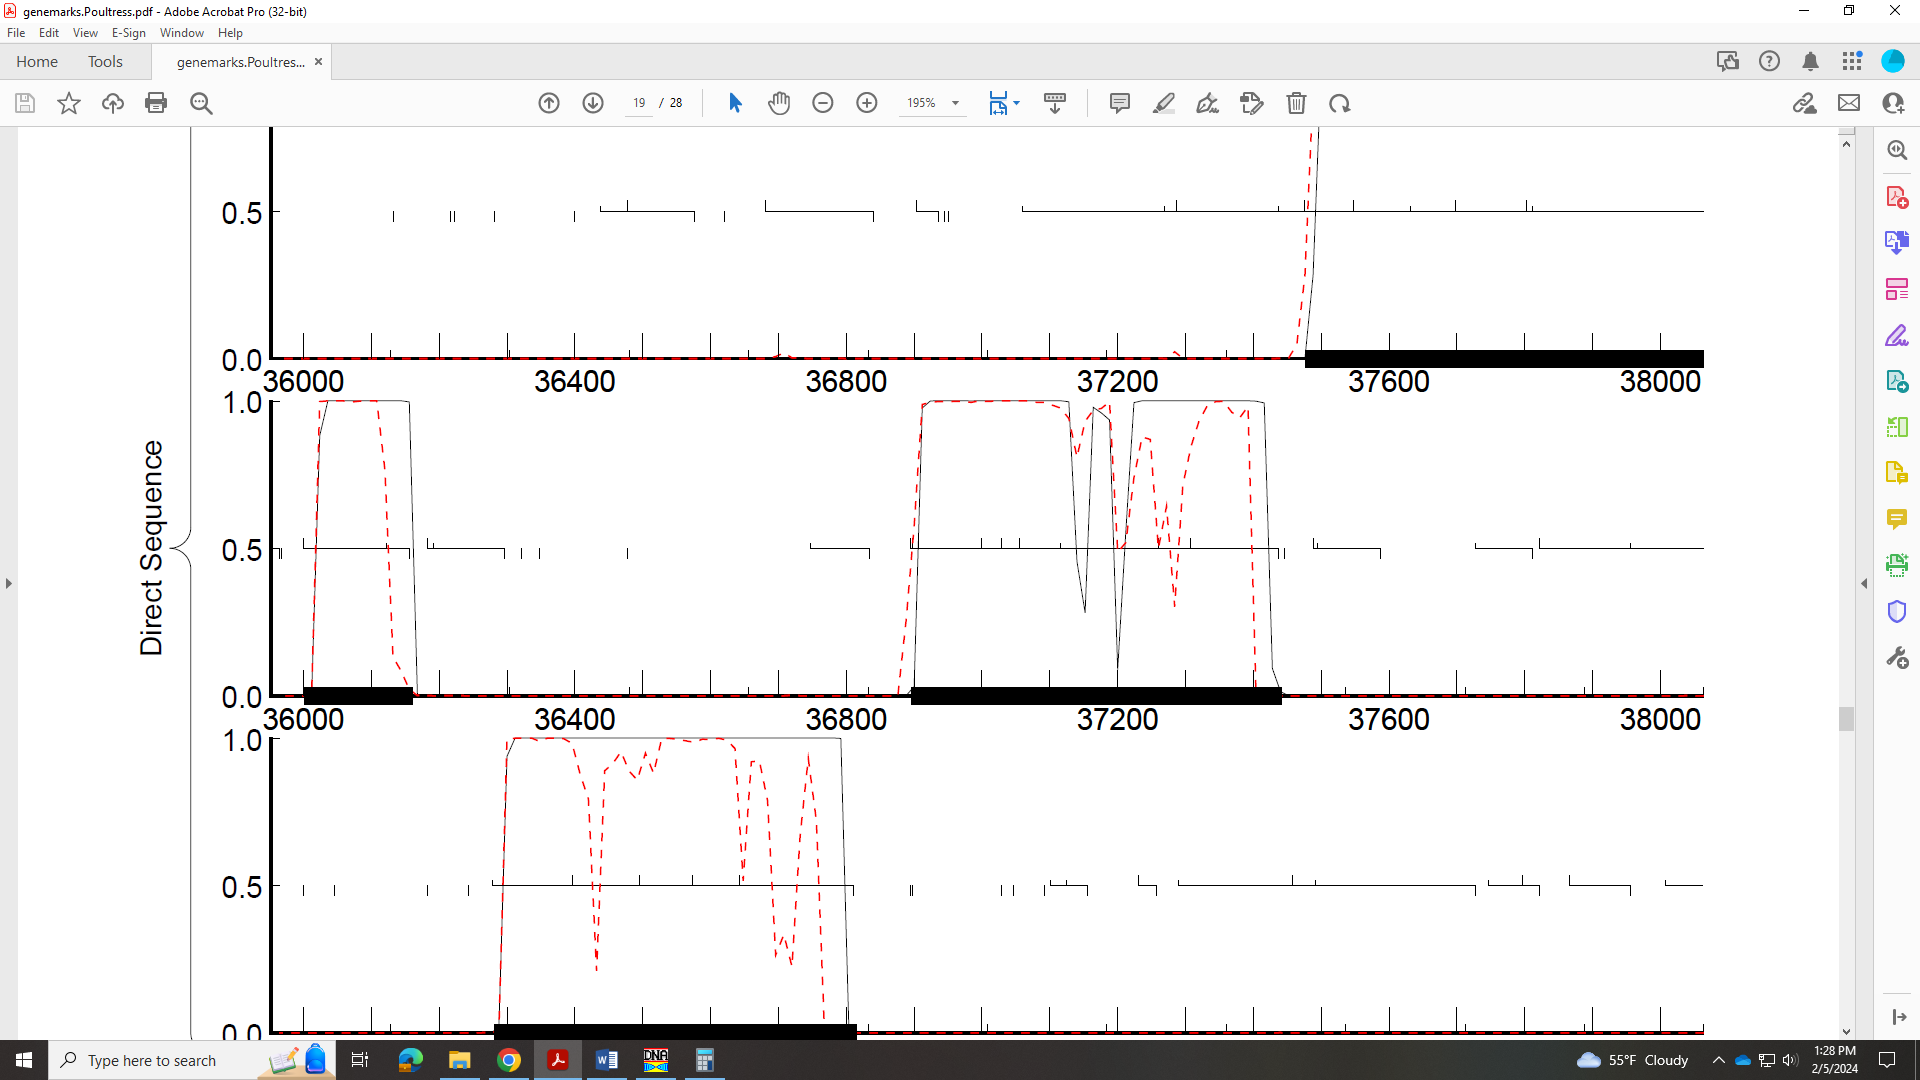 genemarks.Poultress.pdf - Adobe Acrobat Pro (32-bit)
File Edit View E-Sign Window Help
Home Tools genemarks.Poultres... ×
19 / 28 195%
0.5
0.0
36000 36400 36800 37200 37600 38000
1.0
Direct Sequence
0.5
0.0
36000 36400 36800 37200 37600 38000
1.0
0.5
0.0
Type here to search
DNA
55°F Cloudy
1:28 PM
2/5/2024